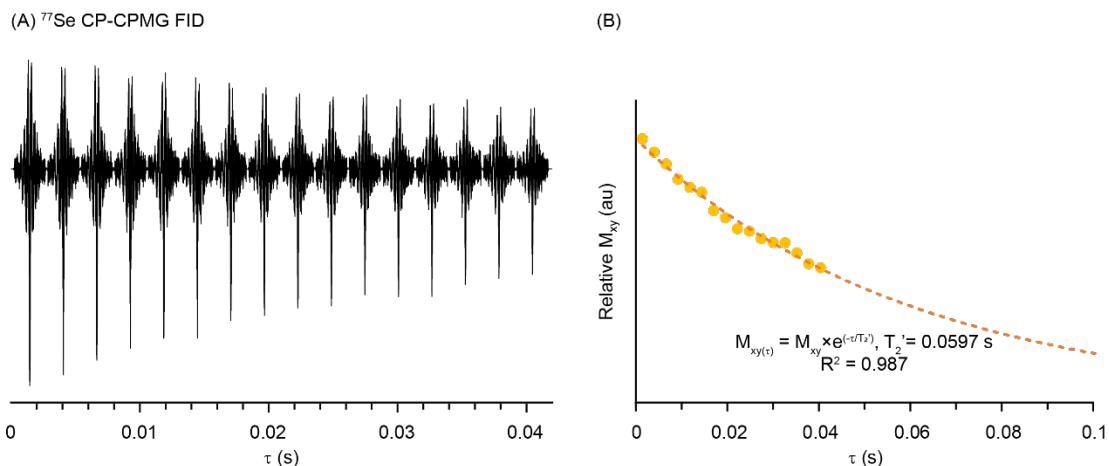 (A) ⁷⁷Se CP-CPMG FID
0 0.01 0.02 0.03 0.04
τ (s)
(B)
Relative Mxy (au)
Mxy(τ) = Mxy×e(-τ/T₂'), T₂'= 0.0597 s
R² = 0.987
0 0.02 0.04 0.06 0.08 0.1
τ (s)